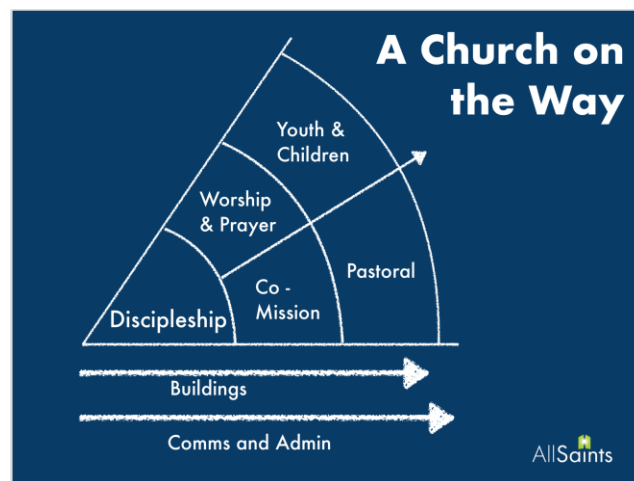 A Church on
the Way
Youth &
Children
Worship
& Prayer
Pastoral
Co -
Mission
Discipleship
Buildings
Comms and Admin
AllSaints